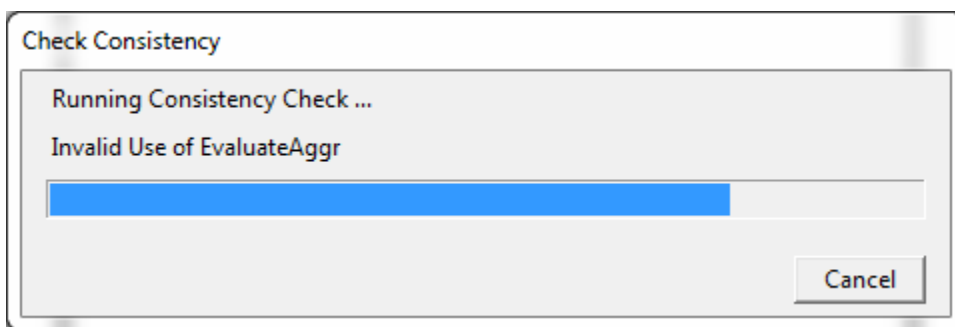 Check Consistency
Running Consistency Check ...
Invalid Use of EvaluateAggr
Cancel